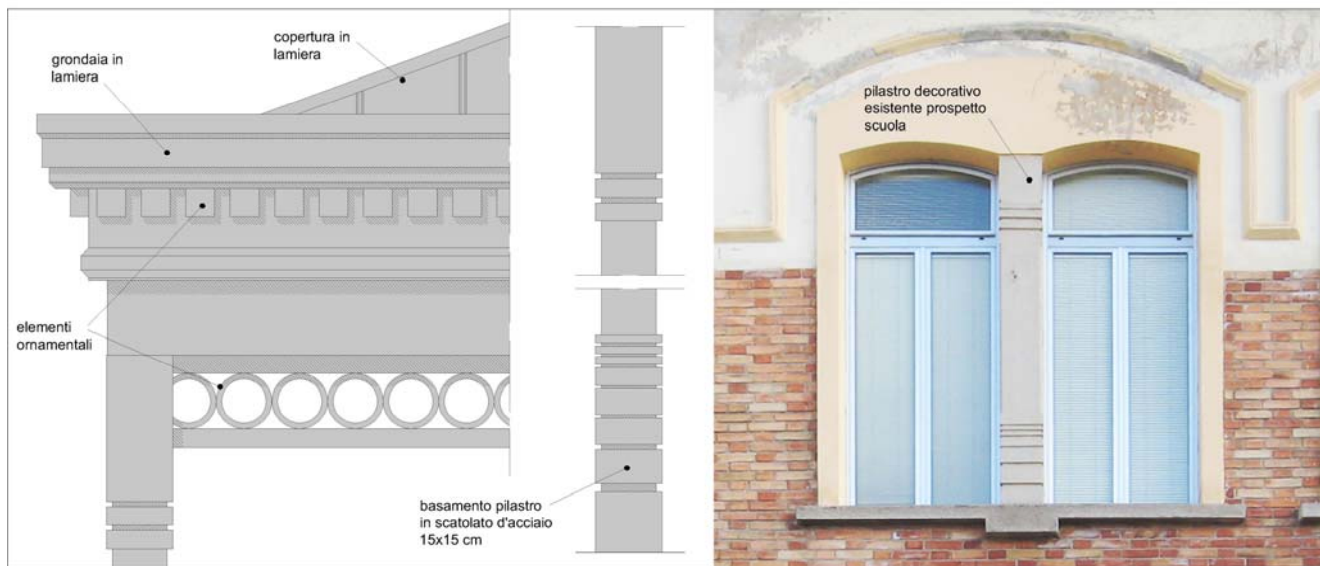 copertura in
lamiera
grondaia in
lamiera
elementi
ornamentali
basamento pilastro
in scatolato d'acciaio
15x15 cm
pilastro decorativo
esistente prospetto
scuola